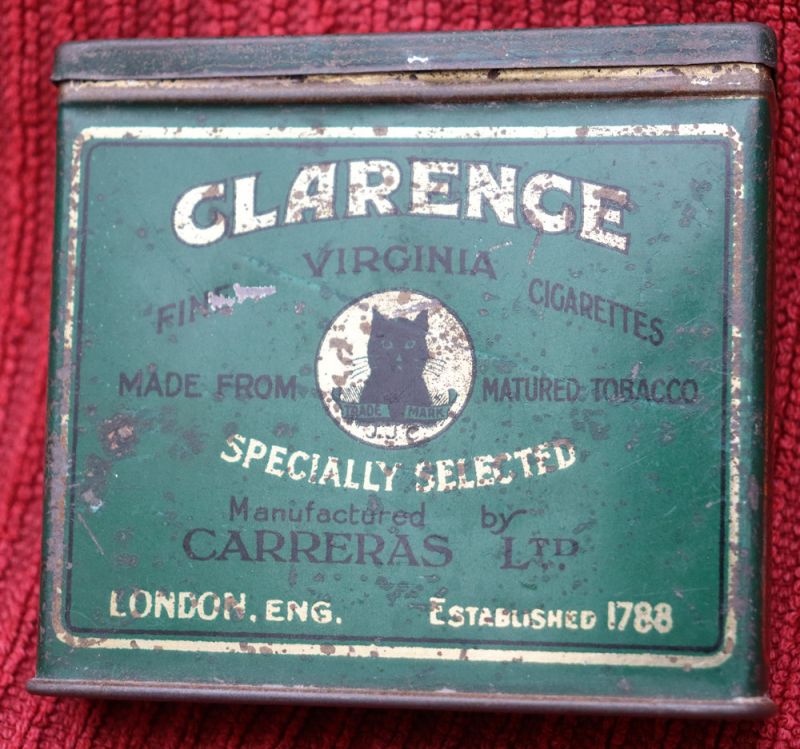 CLARENCE
VIRGINIA
FINE CIGARETTES
MADE FROM MATURED TOBACCO
TRADE MARK
J.J.C
SPECIALLY SELECTED
Manufactured by
CARRERAS LTD
LONDON, ENG. ESTABLISHED 1788